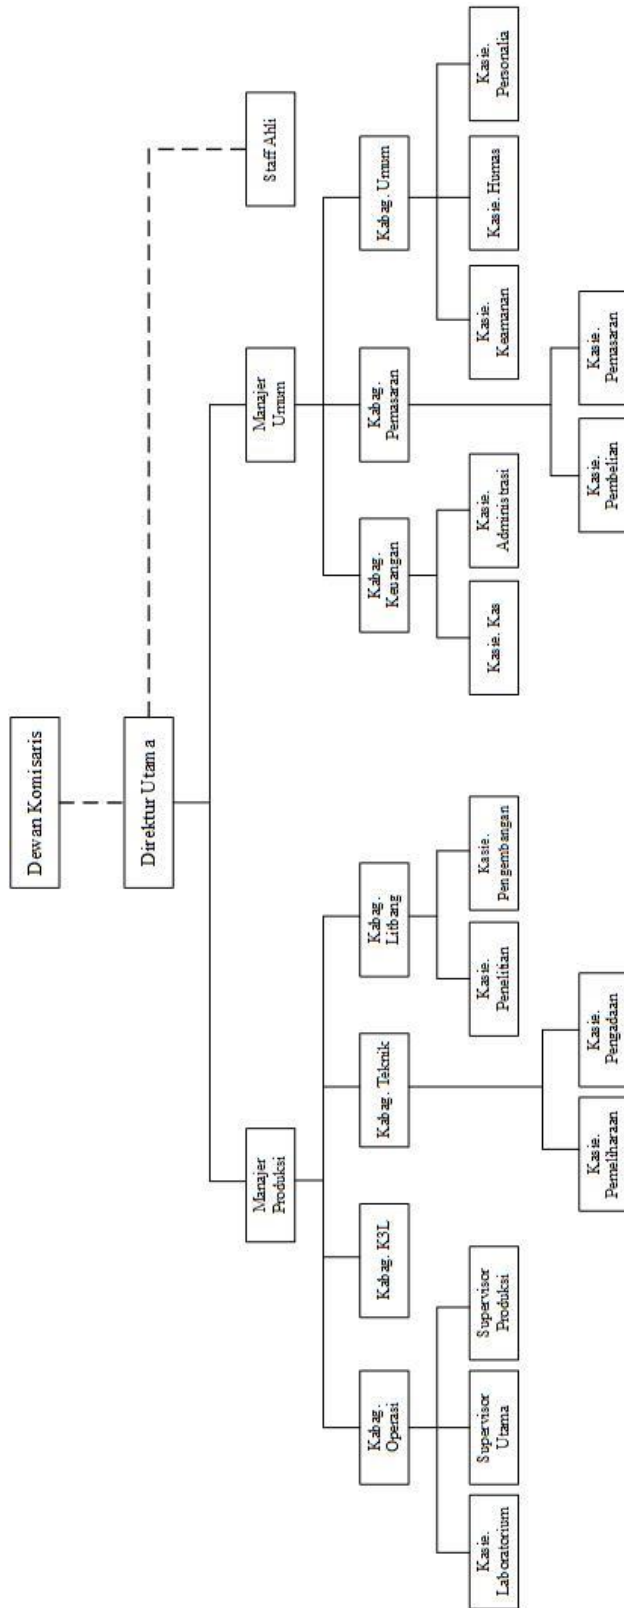 Dewan Komisaris
Direktur Utama
Staff Ahli
Manajer
Produksi
Manajer
Umum
Kabag.
Operasi
Kabag. K3L
Kabag. Teknik
Kabag.
Litbang
Kabag.
Keuangan
Kabag.
Pemasaran
Kabag. Umum
Kasie.
Laboratorium
Supervisor
Utama
Supervisor
Produksi
Kasie.
Penelitian
Kasie.
Pengembangan
Kasie. Kas
Kasie.
Administrasi
Kasie.
Keamanan
Kasie. Humas
Kasie.
Personalia
Kasie.
Pemeliharaan
Kasie.
Pengadaan
Kasie.
Pembelian
Kasie.
Pemasaran